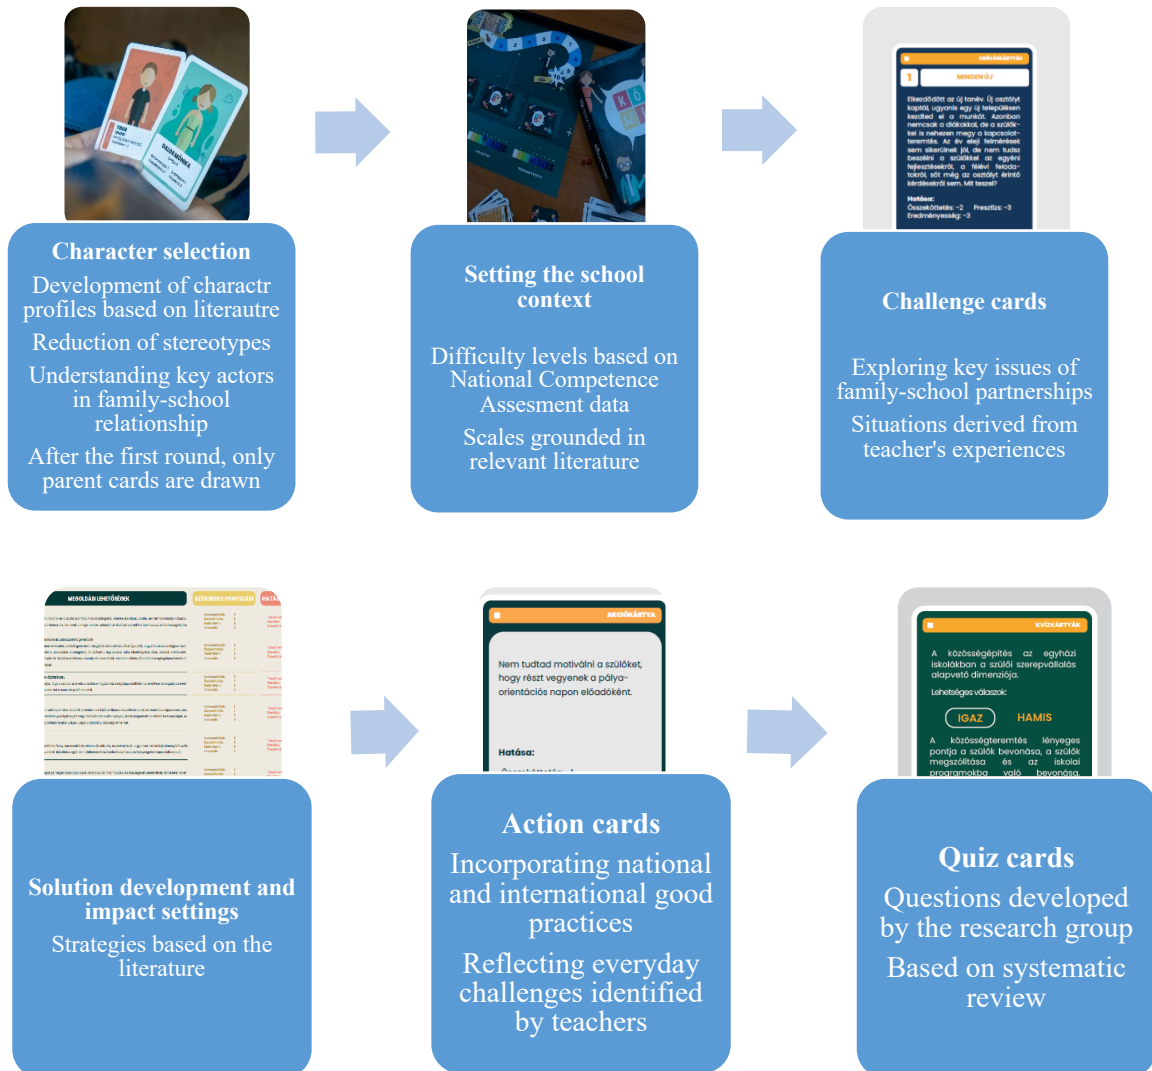 DALOS MÓNIKA
KIHÍVÁSKÁRTYÁK
1
MINDEN ÚJ
Elkezdődött az új tanév. Új osztályt
kaptál, ugyanis egy új településen
kezdted el a munkát. Azonban
nemcsak a diákokkal, de a szülők-
kel is nehezen megy a kapcsolat-
teremtés. Az év eleji felmérések
sem sikerülnek jól, de nem tudsz
beszélni a szülőkkel az egyéni
fejlesztésekről, a félévi felada-
tokról, sőt még az osztályt érintő
kérdésekről sem. Mit teszel?
Hatása:
Összeköttetés: -2 Presztízs: -3
Eredményesség: -3
Character selection
Development of charactr
profiles based on literautre
Reduction of stereotypes
Understanding key actors
in family-school
relationship
After the first round, only
parent cards are drawn
Setting the school
context
Difficulty levels based on
National Competence
Assesment data
Scales grounded in
relevant literature
Challenge cards
Exploring key issues of
family-school partnerships
Situations derived from
teacher's experiences
MEGOLDÁSI LEHETŐSÉGEK
SZÜKSÉGES PONTSZÁM
Solution development and
impact settings
Strategies based on the
literature
AKCIÓKÁRTYA
Nem tudtad motiválni a szülőket,
hogy részt vegyenek a pálya-
orientációs napon előadóként.
Hatása:
Action cards
Incorporating national
and international good
practices
Reflecting everyday
challenges identified
by teachers
KVÍZKÁRTYÁK
A közösségépítés az egyházi
iskolákban a szülői szerepvállalás
alapvető dimenziója.
Lehetséges válaszok:
IGAZ HAMIS
A közösségteremtés lényeges
pontja a szülők bevonása, a szülők
megszólítása és az iskolai
programokba való bevonása.
Quiz cards
Questions developed
by the research group
Based on systematic
review